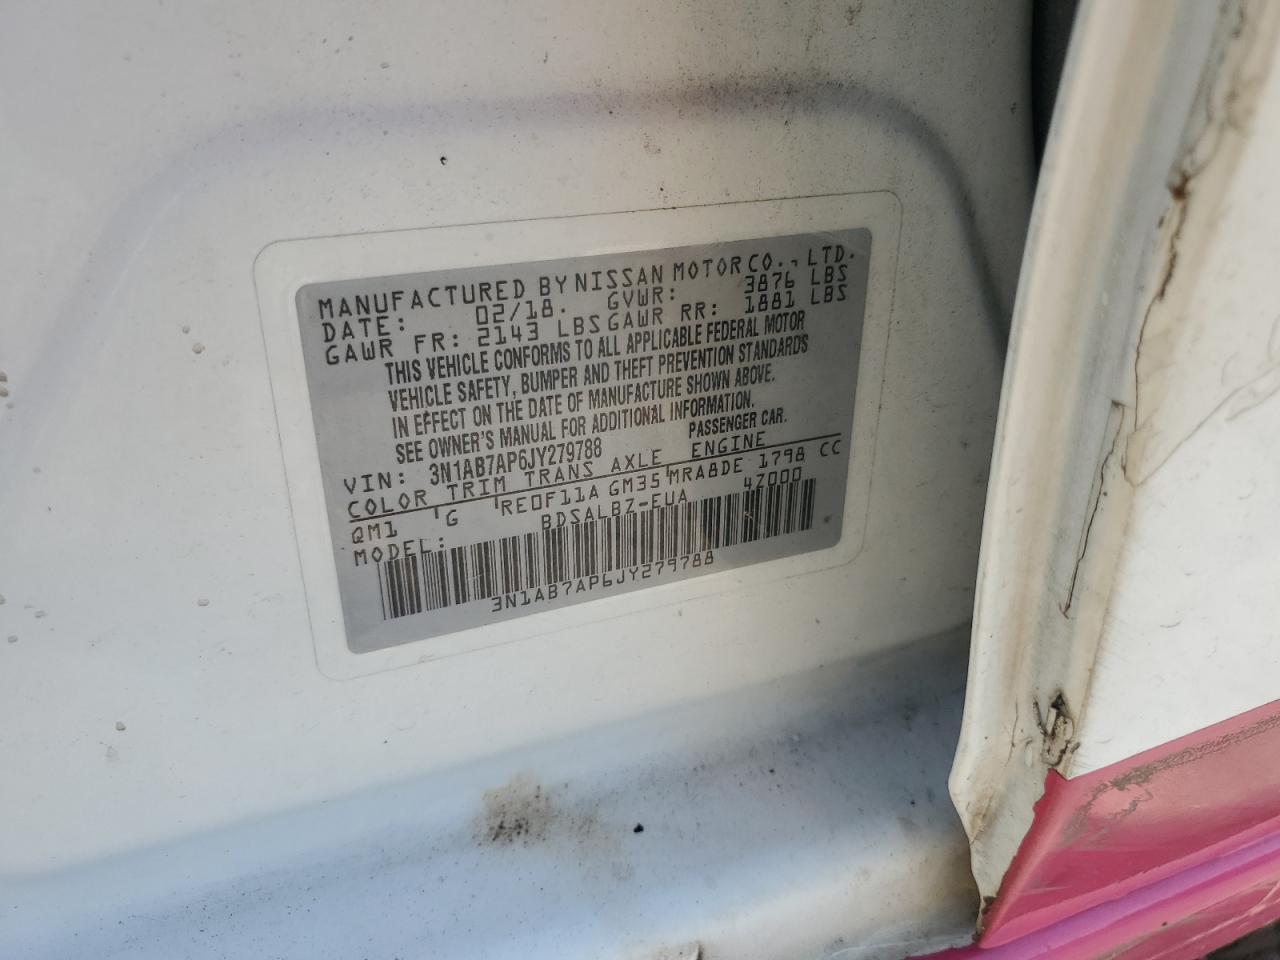 MANUFACTURED BY NISSAN MOTOR CO., LTD.
DATE: 02/18. GVWR: 3876 LBS
GAWR FR: 2143 LBS GAWR RR: 1881 LBS
THIS VEHICLE CONFORMS TO ALL APPLICABLE FEDERAL MOTOR
VEHICLE SAFETY, BUMPER AND THEFT PREVENTION STANDARDS
IN EFFECT ON THE DATE OF MANUFACTURE SHOWN ABOVE.
SEE OWNER'S MANUAL FOR ADDITIONAL INFORMATION.
VIN: 3N1AB7AP6JY279788 PASSENGER CAR.
COLOR TRIM TRANS AXLE ENGINE
QM1 G RE0F11A GM35 MRA8DE 1798 CC
MODEL: BDSALBZ-EUA 4Z000
3N1AB7AP6JY279788